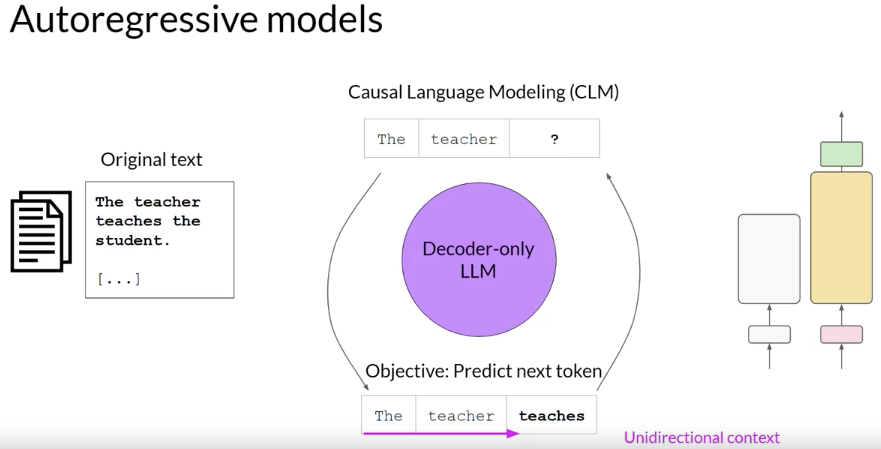 Autoregressive models
Causal Language Modeling (CLM)
The teacher ?
Original text
The teacher
teaches the
student.
[...]
Decoder-only
LLM
Objective: Predict next token
The teacher teaches
Unidirectional context